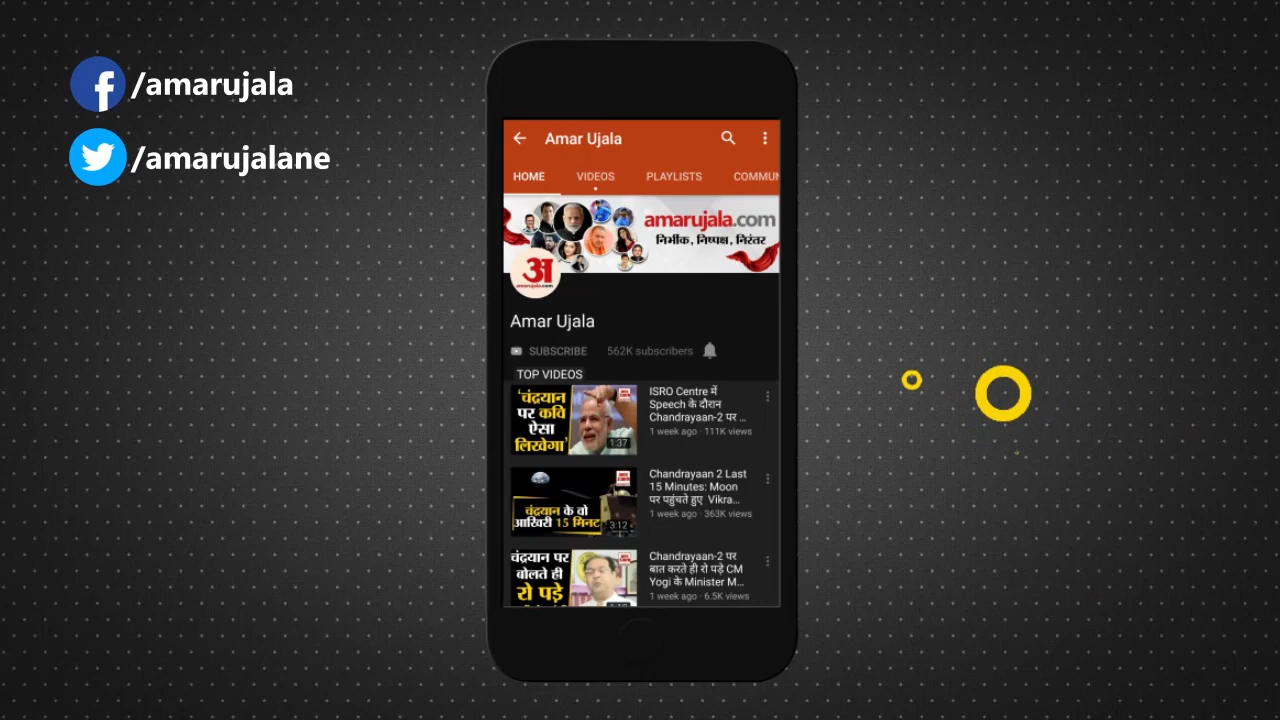 /amarujala
/amarujalane
Amar Ujala
HOME VIDEOS PLAYLISTS COMMUN
amarujala.com
निर्भीक, निष्पक्ष, निरंतर
अ
amarujala.com
Amar Ujala
SUBSCRIBE 562K subscribers
TOP VIDEOS
'चंद्रयान
पर कवि
ऐसा
लिखेगा'
1:37
ISRO Centre में
Speech के दौरान
Chandrayaan-2 पर ...
1 week ago · 111K views
चंद्रयान के वो
आखिरी 15 मिनट
3:12
Chandrayaan 2 Last
15 Minutes: Moon
पर पहुंचते हुए Vikra...
1 week ago · 363K views
चंद्रयान पर
बोलते ही
रो पड़े
Chandrayaan-2 पर
बात करते ही रो पड़े CM
Yogi के Minister M...
1 week ago · 6.5K views